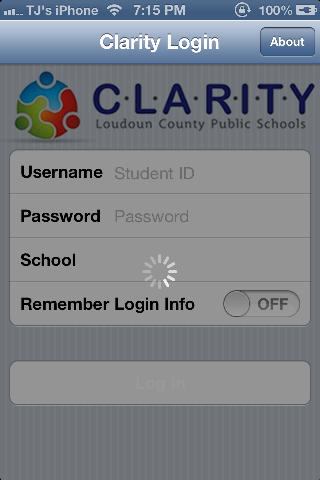 TJ's iPhone 7:15 PM 100%
Clarity Login About
C·L·A·R·I·T·Y
Loudoun County Public Schools
Username Student ID
Password Password
School
Remember Login Info OFF
Log in